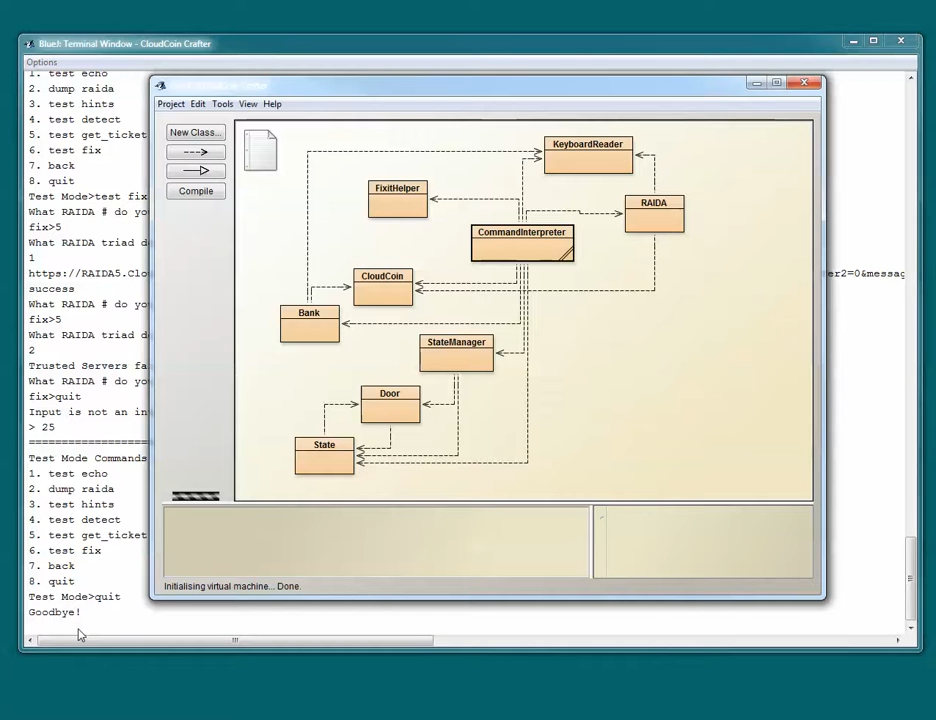 BlueJ: Terminal Window - CloudCoin Crafter
Options
1. test echo
2. dump raida
3. test hints
4. test detect
5. test get_ticket
6. test fix
7. back
8. quit
Test Mode>test fix
What RAIDA # do yo
fix>5
What RAIDA triad d
1
https://RAIDA5.Clo
er2=0&messag
success
What RAIDA # do yo
fix>5
What RAIDA triad d
2
Trusted Servers fa
What RAIDA # do yo
fix>quit
Input is not an in
> 25
Test Mode Commands
1. test echo
2. dump raida
3. test hints
4. test detect
5. test get_ticket
6. test fix
7. back
8. quit
Test Mode>quit
Goodbye!
Project Edit Tools View Help
New Class...
Compile
KeyboardReader
FixitHelper
RAIDA
CommandInterpreter
CloudCoin
Bank
StateManager
Door
State
Initialising virtual machine... Done.